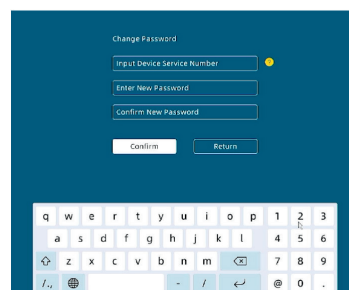 Change Password
Input Device Service Number ?
Enter New Password
Confirm New Password
Confirm Return
q w e r t y u i o p 1 2 3
a s d f g h j k l 4 5 6
z x c v b n m 7 8 9
!., - / @ 0 .